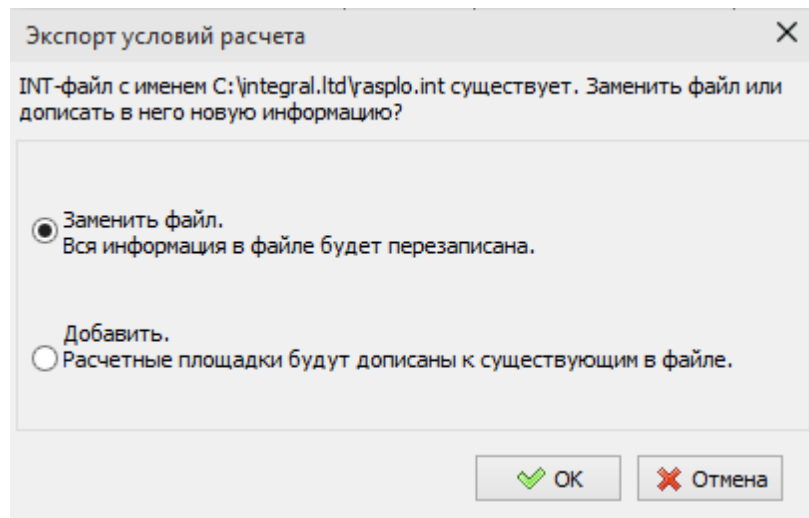 Экспорт условий расчета
INT-файл с именем C:\integral.ltd\rasplo.int существует. Заменить файл или
дописать в него новую информацию?
Заменить файл.
Вся информация в файле будет перезаписана.
Добавить.
Расчетные площадки будут дописаны к существующим в файле.
ОК
Отмена